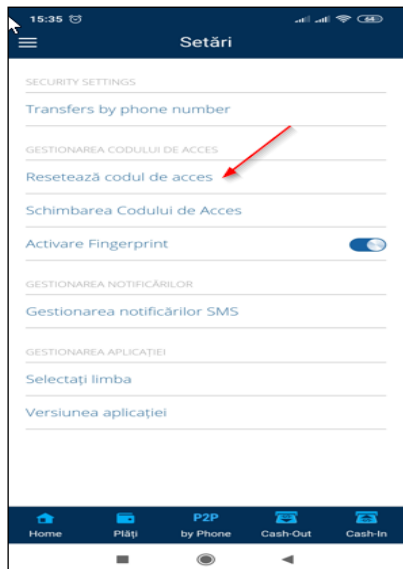 15:35
64
Setări
SECURITY SETTINGS
Transfers by phone number
GESTIONAREA CODULUI DE ACCES
Resetează codul de acces
Schimbarea Codului de Acces
Activare Fingerprint
GESTIONAREA NOTIFICĂRILOR
Gestionarea notificărilor SMS
GESTIONAREA APLICAȚIEI
Selectați limba
Versiunea aplicației
P2P
Home Plăți by Phone Cash-Out Cash-In